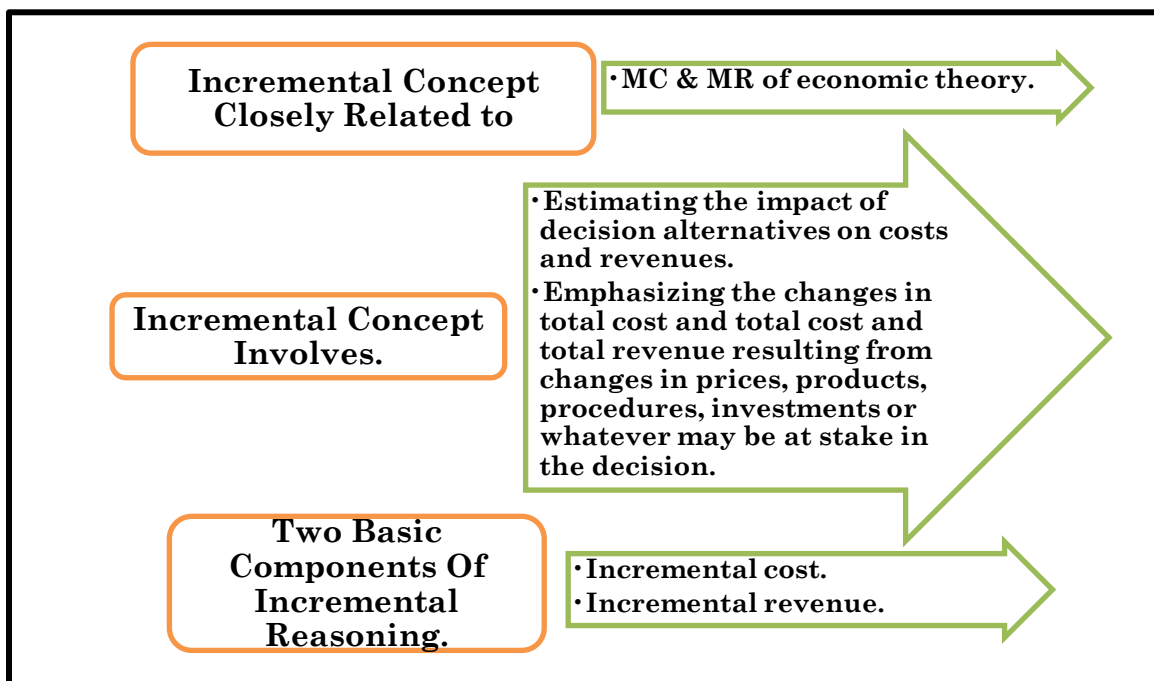 Incremental Concept
Closely Related to
·MC & MR of economic theory.
Incremental Concept
Involves.
·Estimating the impact of
decision alternatives on costs
and revenues.
·Emphasizing the changes in
total cost and total cost and
total revenue resulting from
changes in prices, products,
procedures, investments or
whatever may be at stake in
the decision.
Two Basic
Components Of
Incremental
Reasoning.
·Incremental cost.
·Incremental revenue.